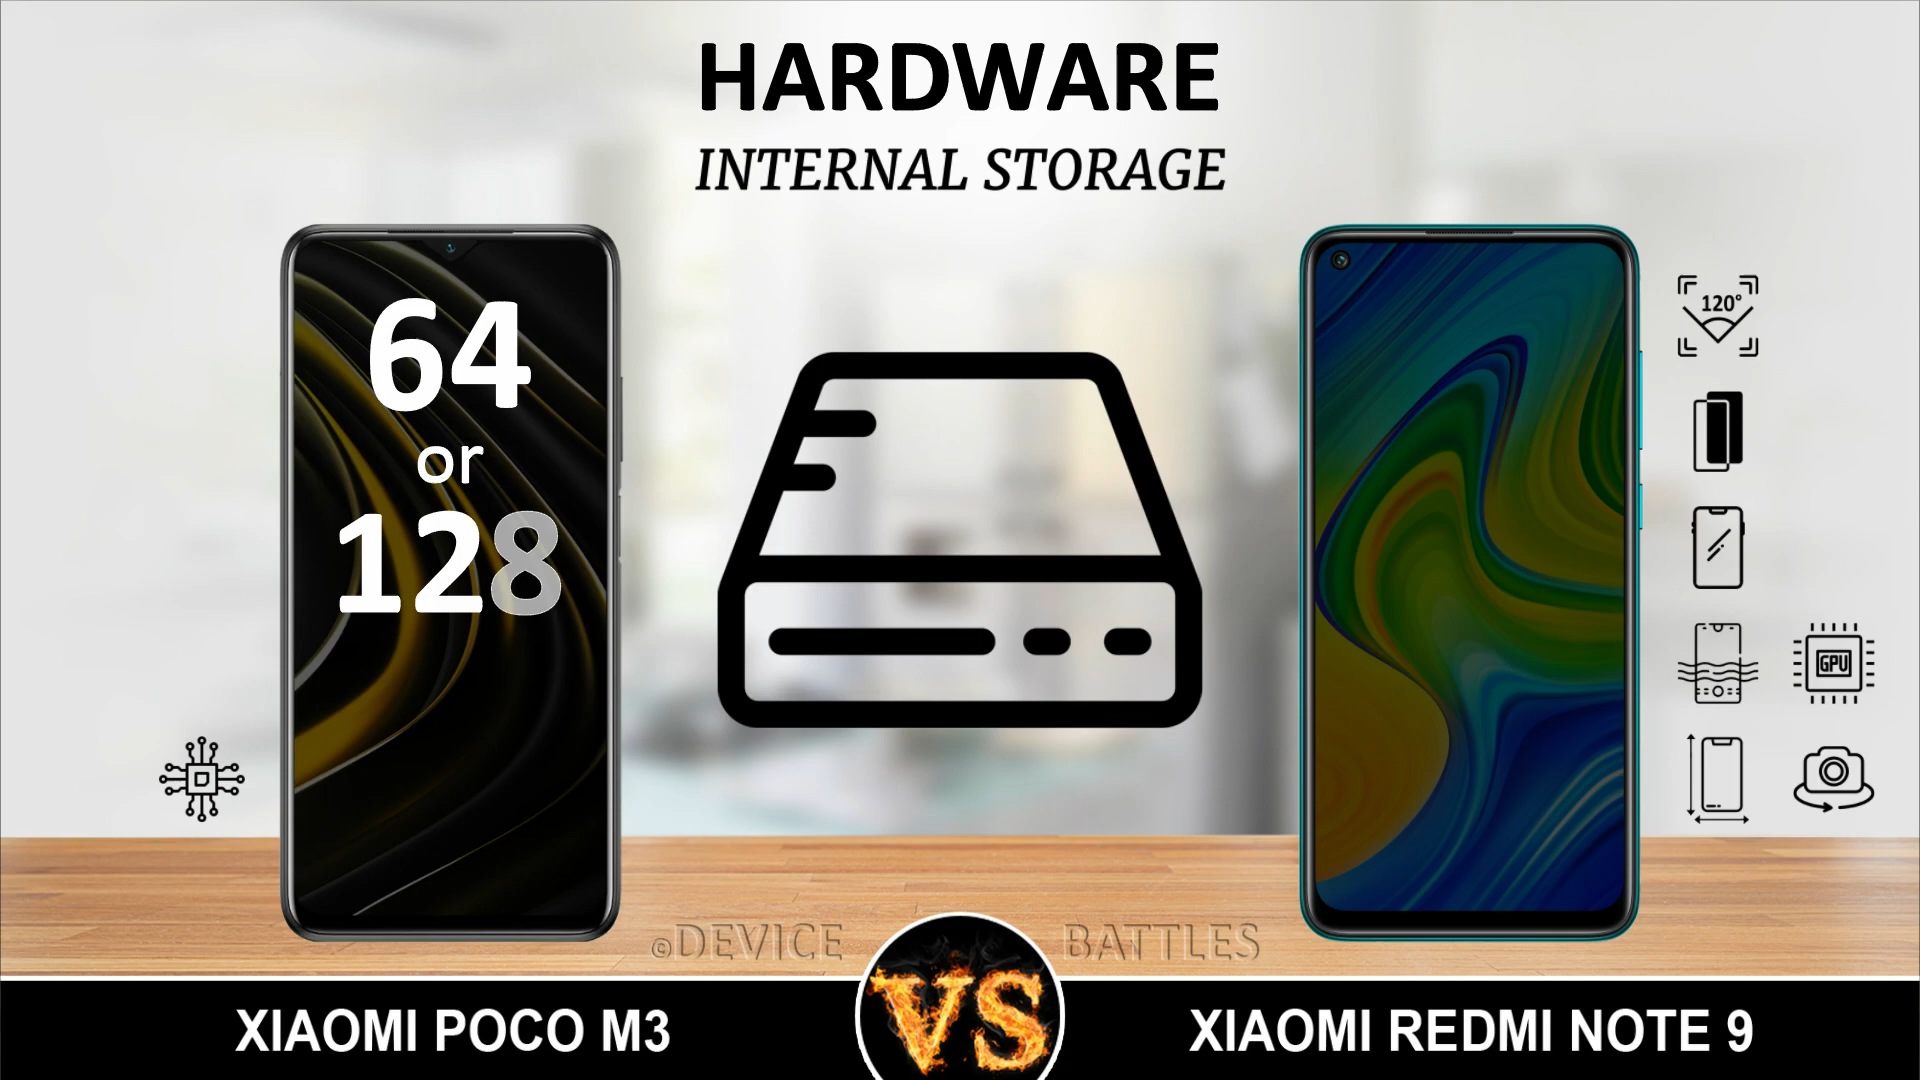 HARDWARE
INTERNAL STORAGE
64
or
128
120°
GPU
©DEVICE BATTLES
XIAOMI POCO M3
VS
XIAOMI REDMI NOTE 9